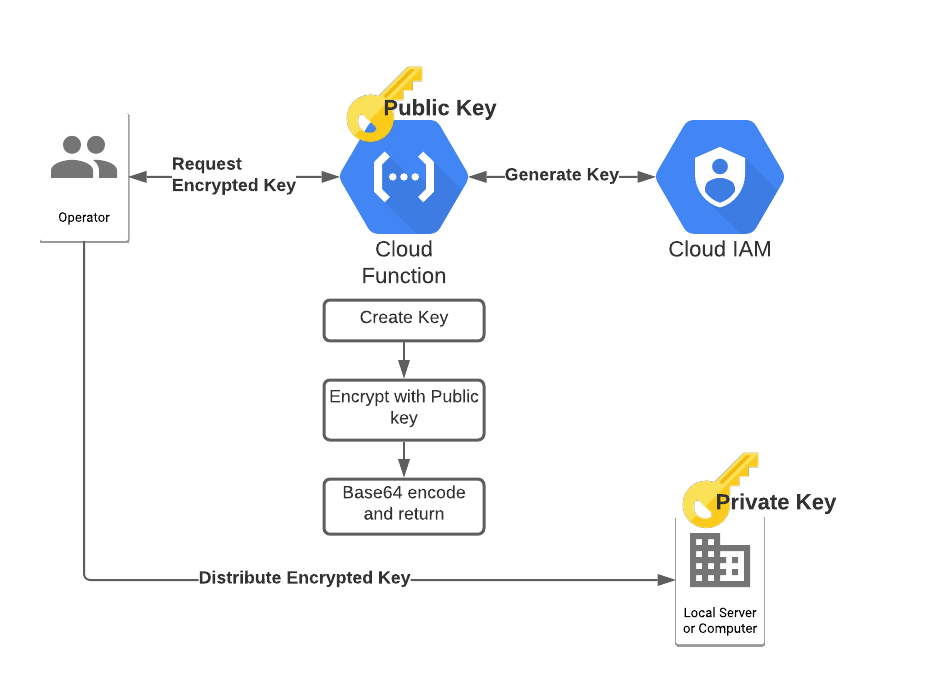 Public Key
Request
Encrypted Key
Generate Key
Operator
Cloud
Function
Cloud IAM
Create Key
Encrypt with Public
key
Base64 encode
and return
Private Key
Distribute Encrypted Key
Local Server
or Computer